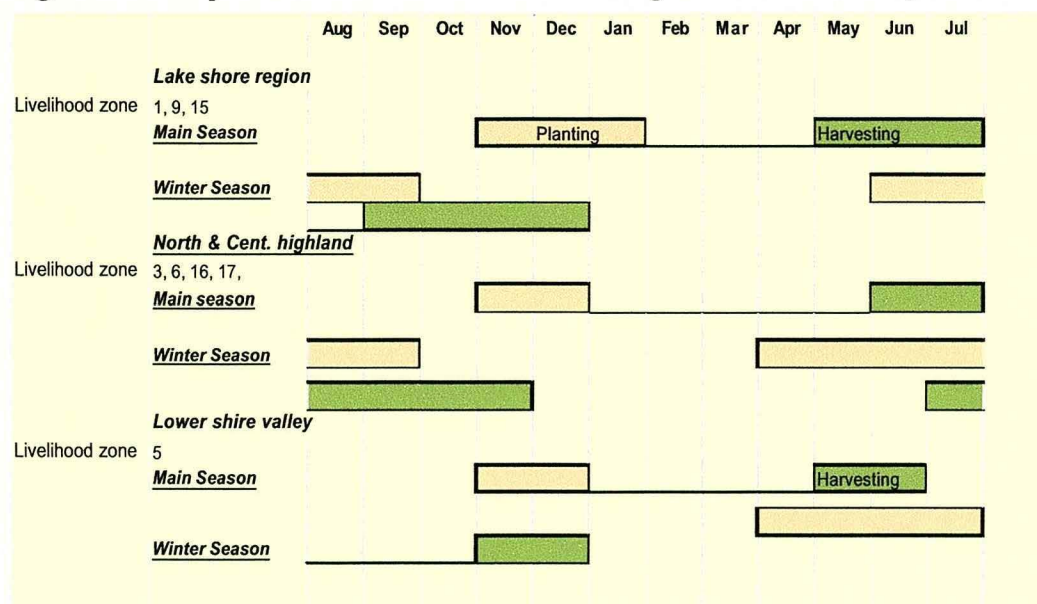 Aug Sep Oct Nov Dec Jan Feb Mar Apr May Jun Jul
Lake shore region
Livelihood zone 1, 9, 15
Main Season Planting Harvesting
Winter Season
North & Cent. highland
Livelihood zone 3, 6, 16, 17,
Main season
Winter Season
Lower shire valley
Livelihood zone 5
Main Season Harvesting
Winter Season